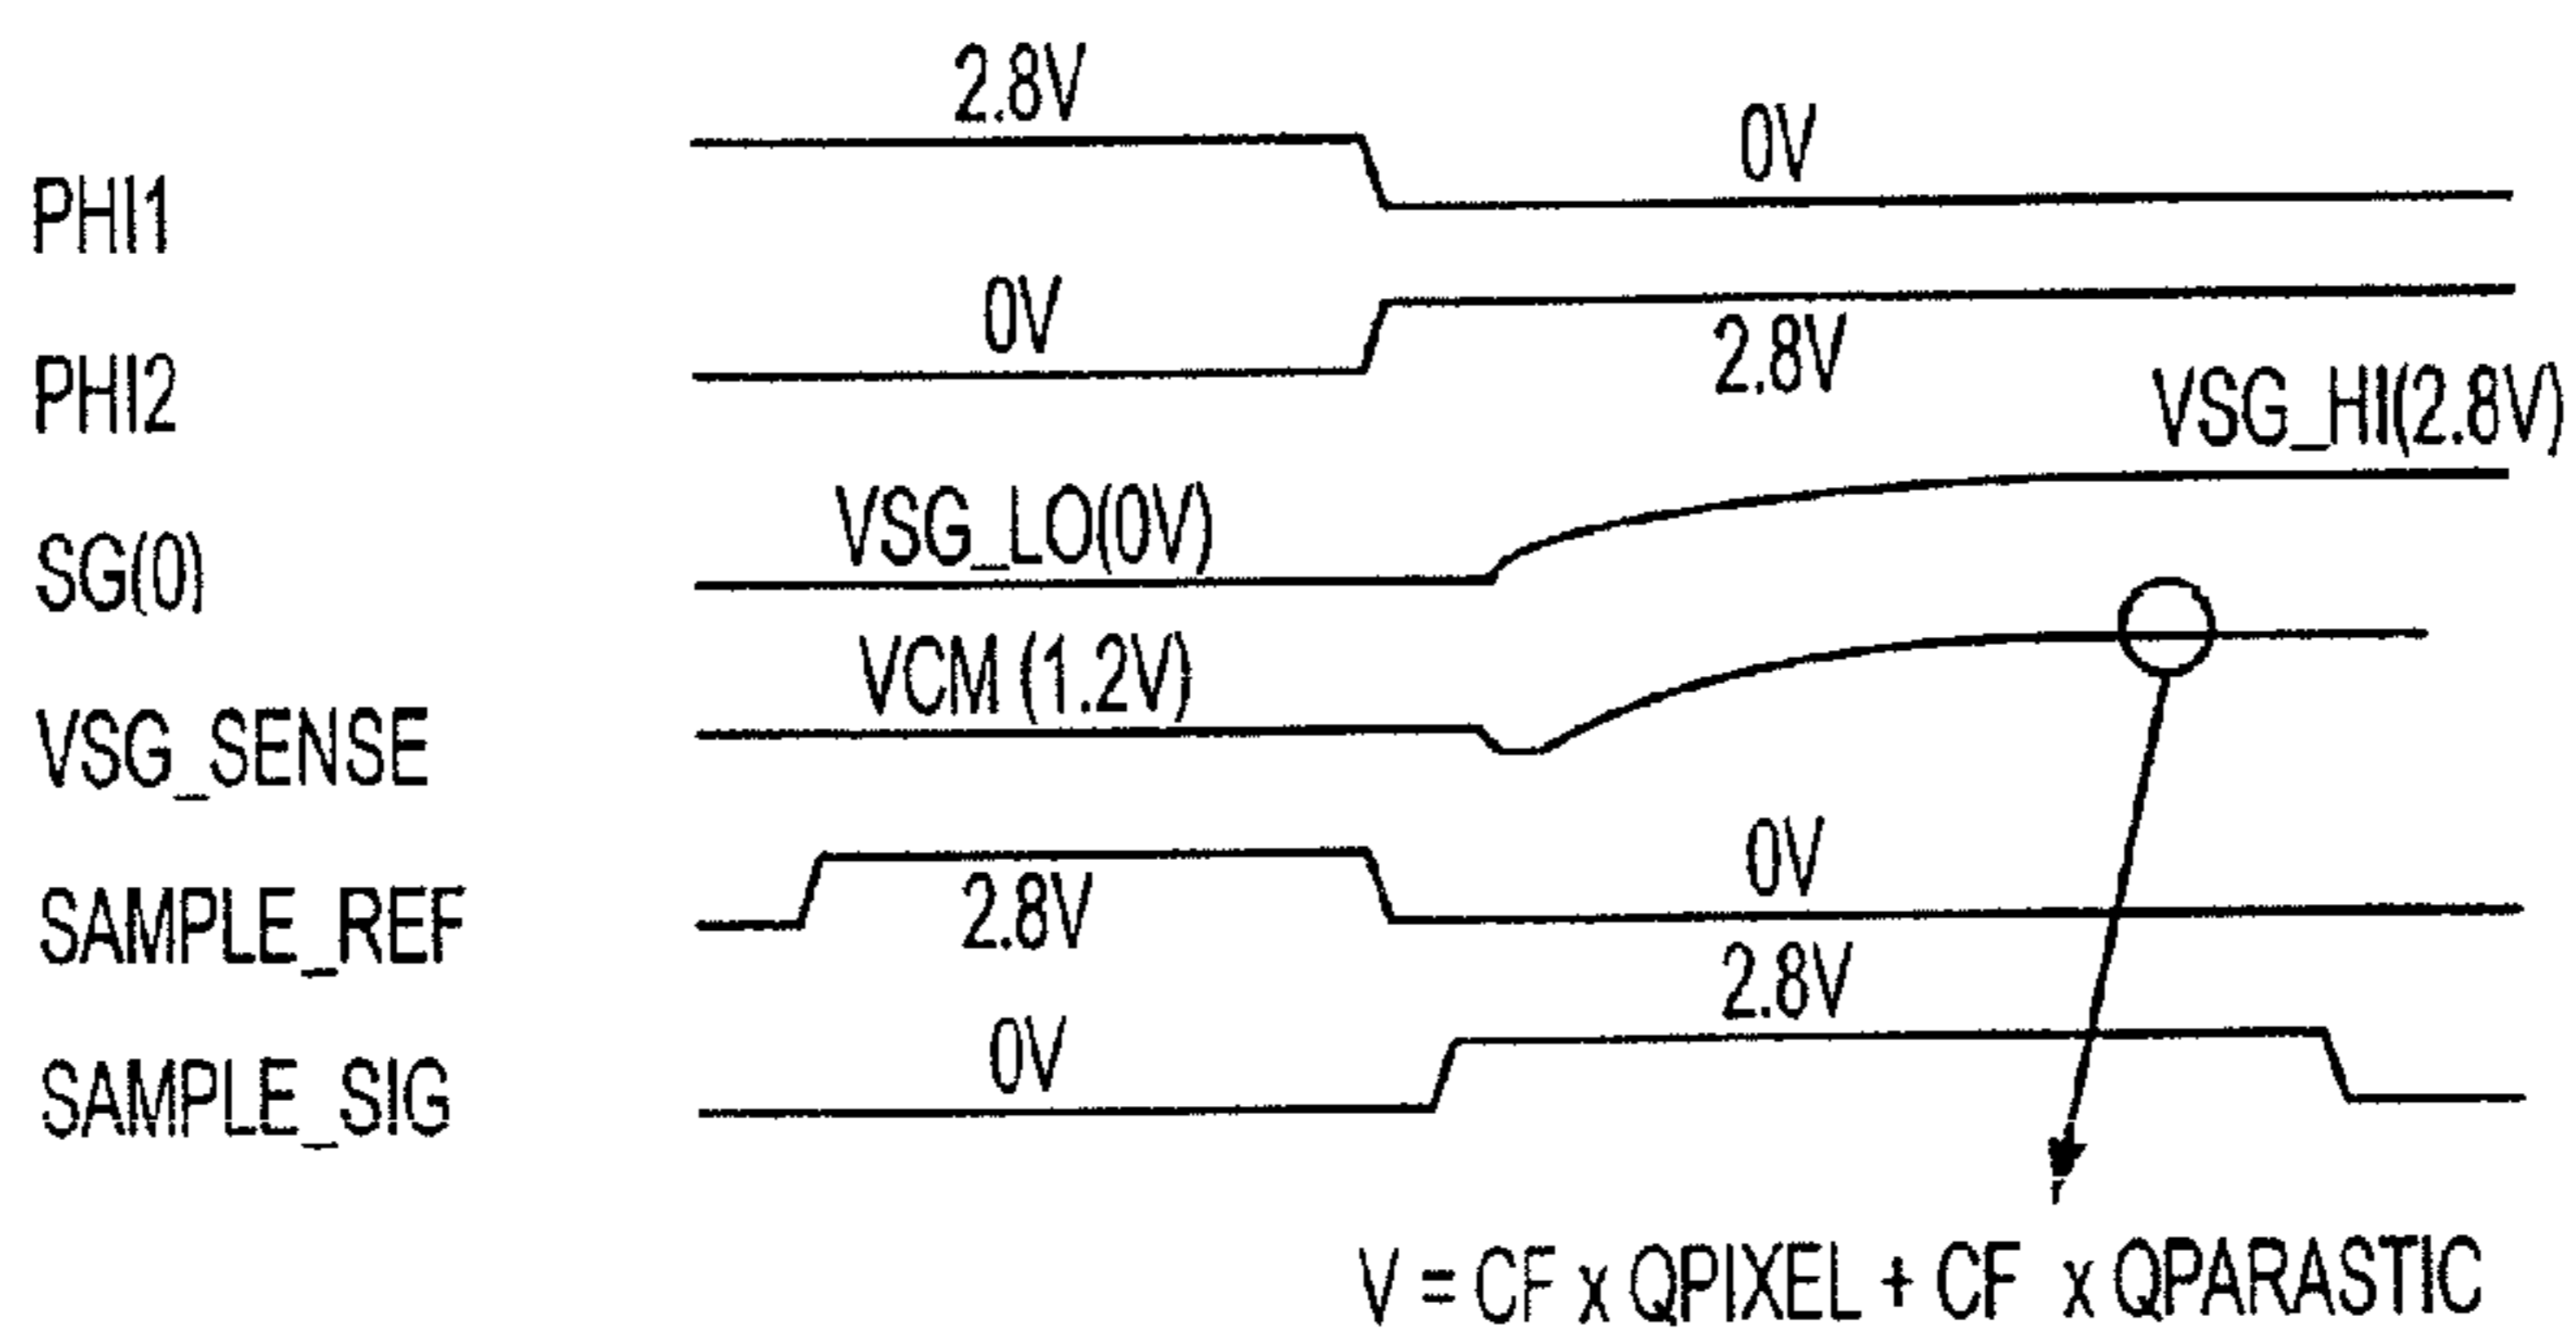 2.8V
0V
PHI1
0V
2.8V
PHI2
VSG_HI(2.8V)
VSG_LO(0V)
SG(0)
VCM (1.2V)
VSG_SENSE
0V
2.8V
SAMPLE_REF
2.8V
0V
SAMPLE_SIG
V = CF x QPIXEL + CF x QPARASTIC